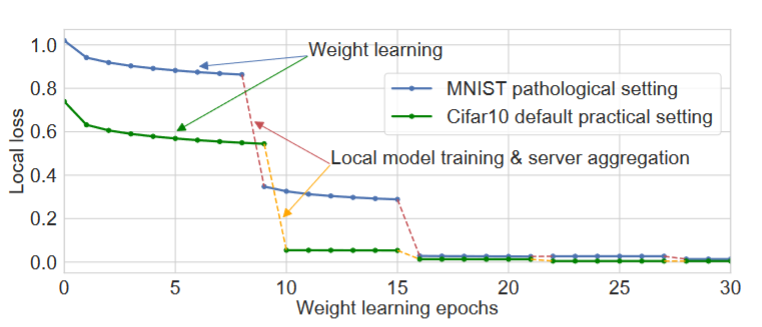 1.0
0.8
0.6
0.4
0.2
0.0
Local loss
Weight learning
MNIST pathological setting
Cifar10 default practical setting
Local model training & server aggregation
0 5 10 15 20 25 30
Weight learning epochs